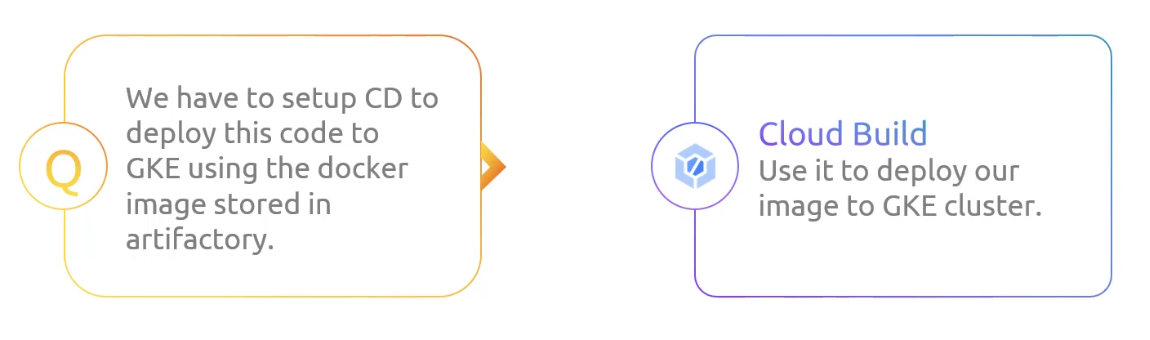 Q
We have to setup CD to
deploy this code to
GKE using the docker
image stored in
artifactory.
Cloud Build
Use it to deploy our
image to GKE cluster.